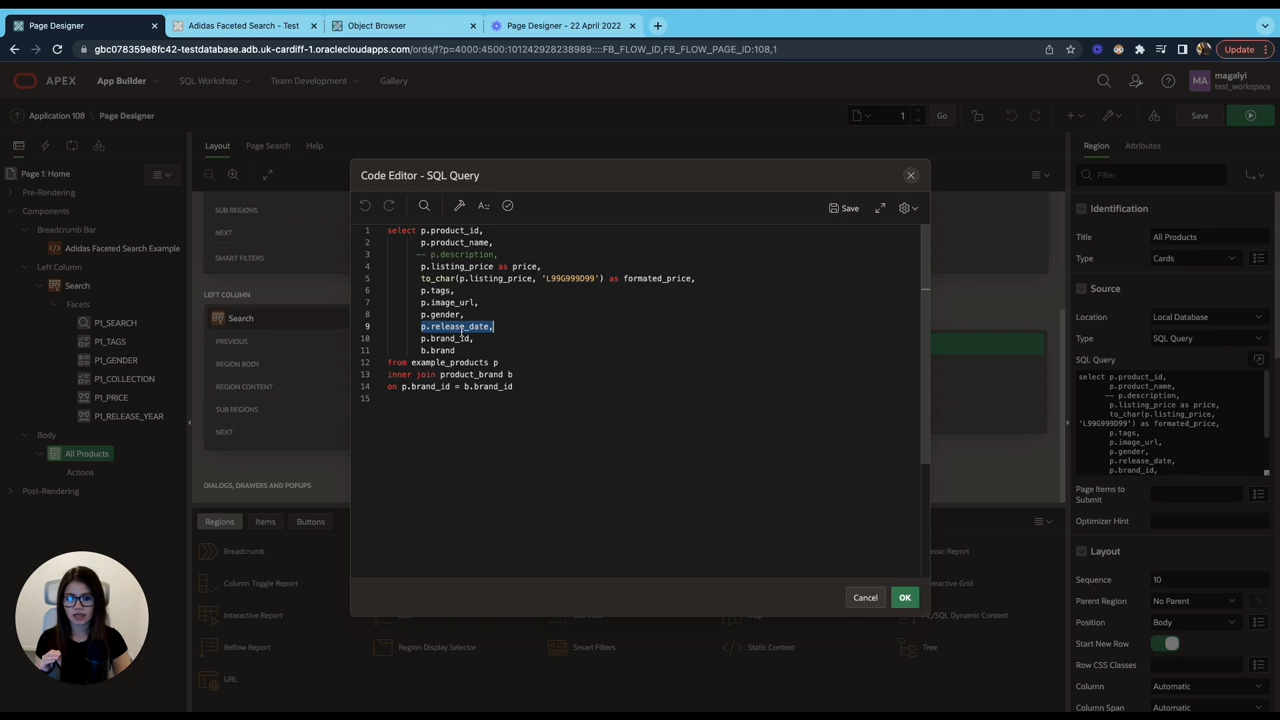 Page Designer
Adidas Faceted Search - Test
Object Browser
Page Designer - 22 April 2022
gbc078359e8fc42-testdatabase.adb.uk-cardiff-1.oraclecloudapps.com/ords/f?p=4000:4500:101242928238989::::FB_FLOW_ID,FB_FLOW_PAGE_ID:108,1
Update
APEX
App Builder
SQL Workshop
Team Development
Gallery
MA
magalyi
test_workspace
Application 108
Page Designer
1
Go
Save
Layout
Page Search
Help
Region
Attributes
Page 1: Home
Pre-Rendering
Components
Breadcrumb Bar
Adidas Faceted Search Example
Left Column
Search
Facets
P1_SEARCH
P1_TAGS
P1_GENDER
P1_COLLECTION
P1_PRICE
P1_RELEASE_YEAR
Body
All Products
Actions
Post-Rendering
SUB REGIONS
NEXT
SMART FILTERS
LEFT COLUMN
Search
PREVIOUS
REGION BODY
REGION CONTENT
SUB REGIONS
NEXT
DIALOGS, DRAWERS AND POPUPS
Regions
Items
Buttons
Breadcrumb
Column Toggle Report
Interactive Report
Reflow Report
URL
Region Display Selector
Smart Filters
Static Content
Tree
Code Editor - SQL Query
Save
1 select p.product_id,
2 p.product_name,
3 -- p.description,
4 p.listing_price as price,
5 to_char(p.listing_price, 'L99G999D99') as formated_price,
6 p.tags,
7 p.image_url,
8 p.gender,
9 p.release_date,
10 p.brand_id,
11 b.brand
12 from example_products p
13 inner join product_brand b
14 on p.brand_id = b.brand_id
15
Cancel
OK
Filter
Identification
Title
All Products
Type
Cards
Source
Location
Local Database
Type
SQL Query
SQL Query
select p.product_id,
p.product_name,
-- p.description,
p.listing_price as price,
to_char(p.listing_price,
'L99G999D99') as formated_price,
p.tags,
p.image_url,
p.gender,
p.release_date,
p.brand_id,
Page Items to
Submit
Optimizer Hint
Layout
Sequence
10
Parent Region
No Parent
Position
Body
Start New Row
Row CSS Classes
Column
Automatic
Column Span
Automatic